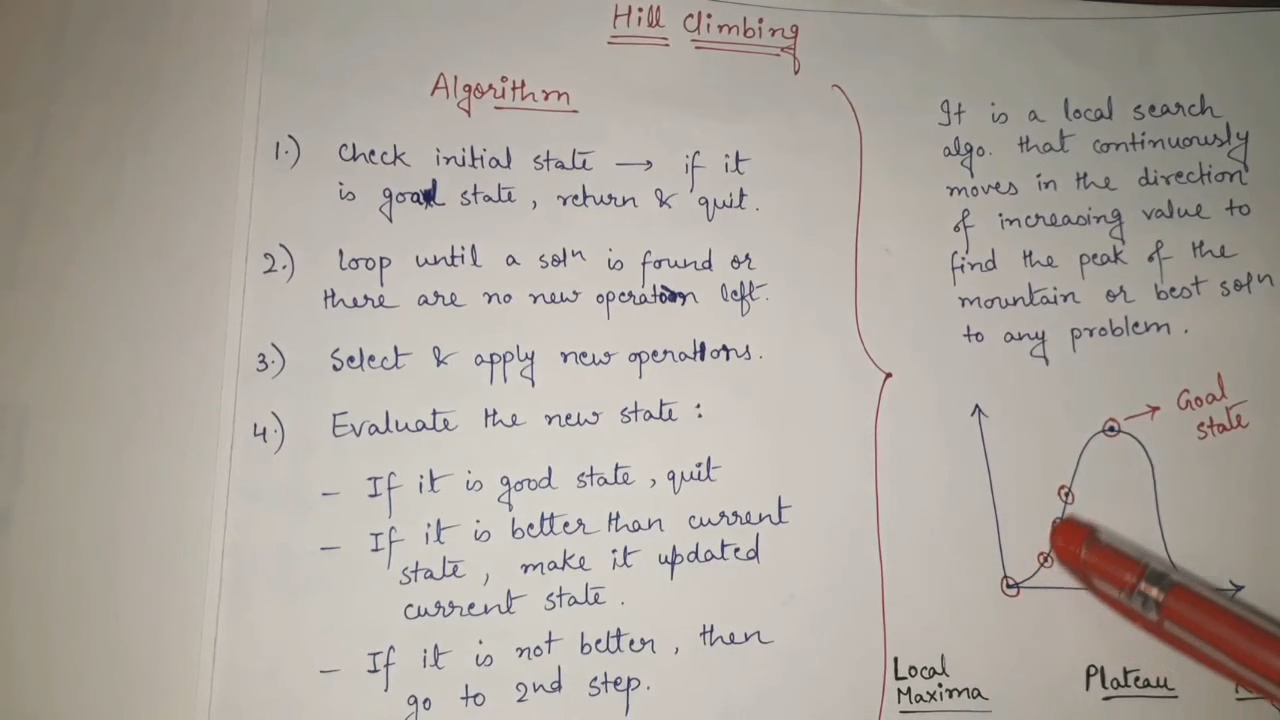 Hill Climbing
Algorithm
1.) Check initial state → if it
is goal state, return & quit.
2.) Loop until a solⁿ is found or
there are no new operation left.
3.) Select & apply new operations.
4.) Evaluate the new state :
- If it is good state, quit
- If it is better than current
state, make it updated
current state.
- If it is not better, then
go to 2nd step.
It is a local search
algo. that continuously
moves in the direction
of increasing value to
find the peak of the
mountain or best solⁿ
to any problem.
Goal
state
Local
Maxima
Plateau